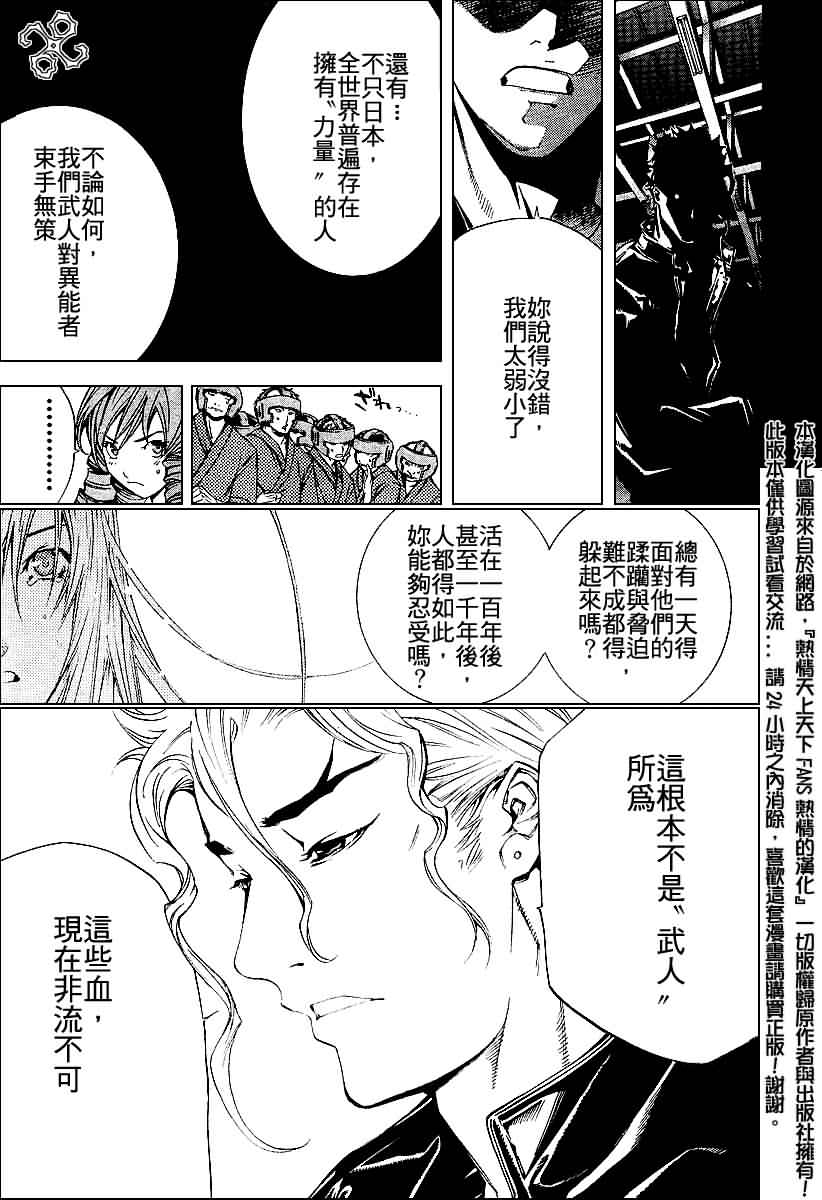 妳說得沒錯，
我們太弱小了
還有…
不只日本，
全世界普遍存在
擁有〝力量〞的人
不論如何，
我們武人對異能者
束手無策
ざわっ
………
總有一天得
面對他們的
蹂躪與脅迫，
難不成都得
躲起來嗎？
活在一百年後
甚至一千年後，
人都得如此，
妳能夠忍受嗎？
這根本不是〝武人〞
所為
這些血，
現在非流不可
本漢化圖源來自於網路，『熱情天上天下 FANS 熱情的漢化』一切版權歸原作者與出版社擁有！
此版本僅供學習試看交流... 請 24 小時之內消除，喜歡這套漫畫請購買正版！謝謝。